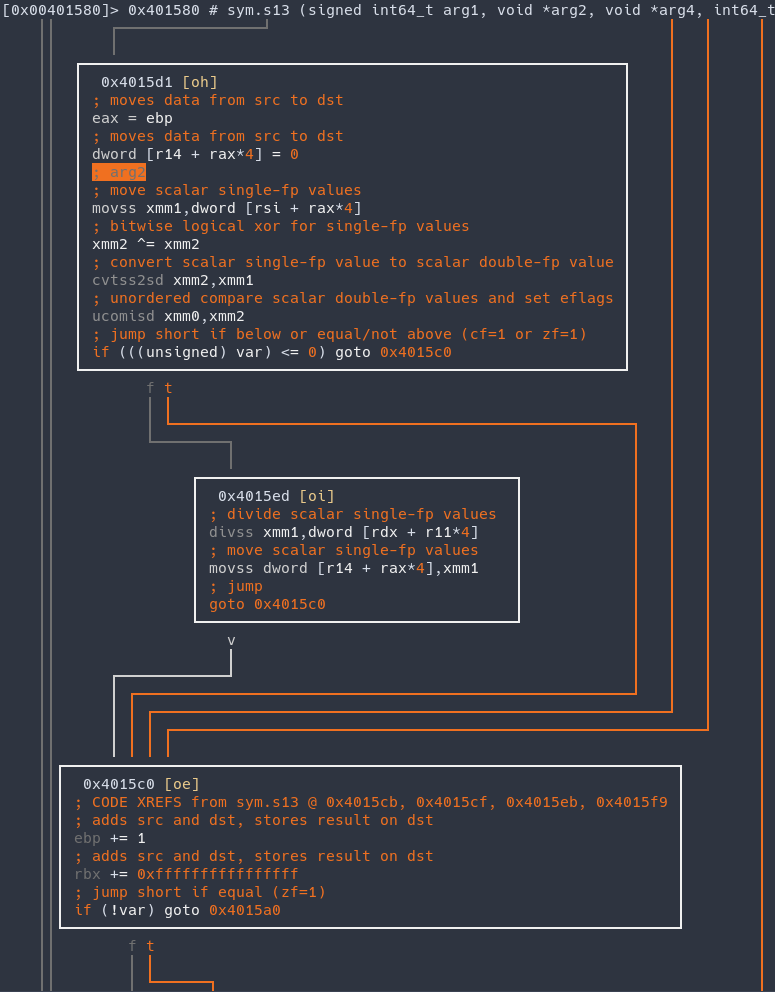 [0x00401580]> 0x401580 # sym.s13 (signed int64_t arg1, void *arg2, void *arg4, int64_t
0x4015d1 [oh]
; moves data from src to dst
eax = ebp
; moves data from src to dst
dword [r14 + rax*4] = 0
; arg2
; move scalar single-fp values
movss xmm1,dword [rsi + rax*4]
; bitwise logical xor for single-fp values
xmm2 ^= xmm2
; convert scalar single-fp value to scalar double-fp value
cvtss2sd xmm2,xmm1
; unordered compare scalar double-fp values and set eflags
ucomisd xmm0,xmm2
; jump short if below or equal/not above (cf=1 or zf=1)
if (((unsigned) var) <= 0) goto 0x4015c0
f t
0x4015ed [oi]
; divide scalar single-fp values
divss xmm1,dword [rdx + r11*4]
; move scalar single-fp values
movss dword [r14 + rax*4],xmm1
; jump
goto 0x4015c0
v
0x4015c0 [oe]
; CODE XREFS from sym.s13 @ 0x4015cb, 0x4015cf, 0x4015eb, 0x4015f9
; adds src and dst, stores result on dst
ebp += 1
; adds src and dst, stores result on dst
rbx += 0xffffffffffffffff
; jump short if equal (zf=1)
if (!var) goto 0x4015a0
f t